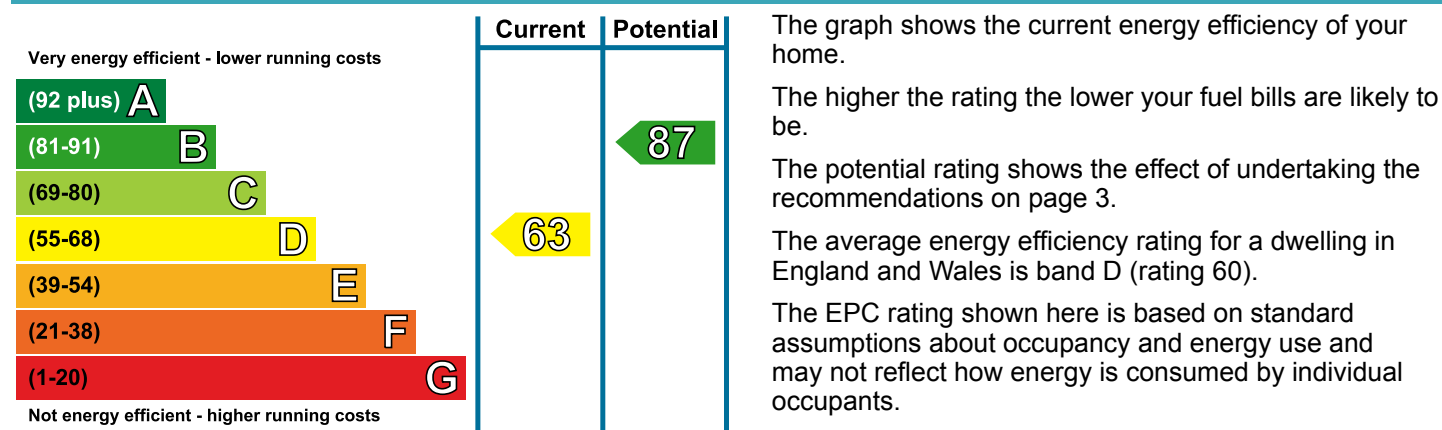 Current Potential
Very energy efficient - lower running costs
(92 plus) A
(81-91) B
87
(69-80) C
(55-68) D
63
(39-54) E
(21-38) F
(1-20) G
Not energy efficient - higher running costs
The graph shows the current energy efficiency of your
home.
The higher the rating the lower your fuel bills are likely to
be.
The potential rating shows the effect of undertaking the
recommendations on page 3.
The average energy efficiency rating for a dwelling in
England and Wales is band D (rating 60).
The EPC rating shown here is based on standard
assumptions about occupancy and energy use and
may not reflect how energy is consumed by individual
occupants.